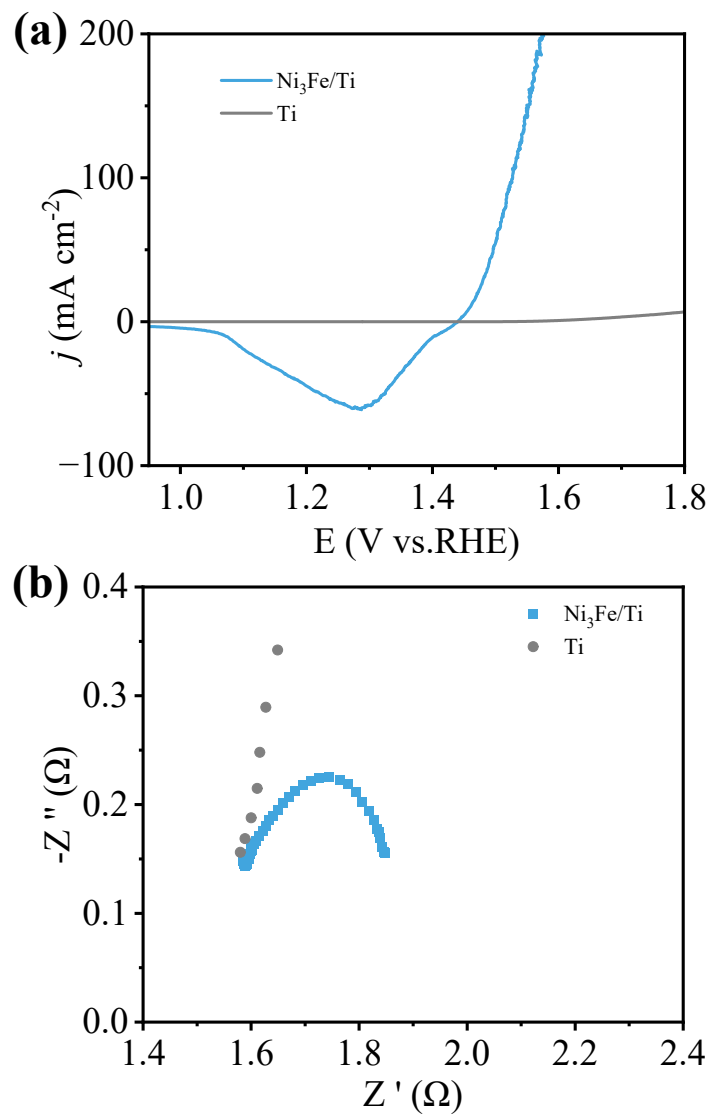 (a)
200
100
0
−100
j (mA cm⁻²)
Ni₃Fe/Ti
Ti
1.0 1.2 1.4 1.6 1.8
E (V vs.RHE)
(b)
0.4
0.3
0.2
0.1
0.0
-Z '' (Ω)
Ni₃Fe/Ti
Ti
1.4 1.6 1.8 2.0 2.2 2.4
Z ' (Ω)